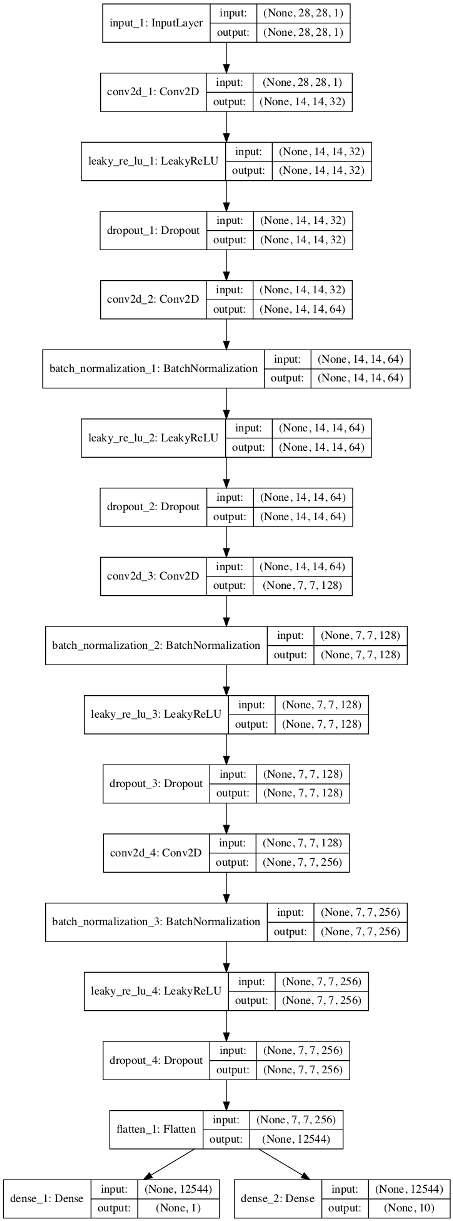 input_1: InputLayer
input: (None, 28, 28, 1)
output: (None, 28, 28, 1)
conv2d_1: Conv2D
input: (None, 28, 28, 1)
output: (None, 14, 14, 32)
leaky_re_lu_1: LeakyReLU
input: (None, 14, 14, 32)
output: (None, 14, 14, 32)
dropout_1: Dropout
input: (None, 14, 14, 32)
output: (None, 14, 14, 32)
conv2d_2: Conv2D
input: (None, 14, 14, 32)
output: (None, 14, 14, 64)
batch_normalization_1: BatchNormalization
input: (None, 14, 14, 64)
output: (None, 14, 14, 64)
leaky_re_lu_2: LeakyReLU
input: (None, 14, 14, 64)
output: (None, 14, 14, 64)
dropout_2: Dropout
input: (None, 14, 14, 64)
output: (None, 14, 14, 64)
conv2d_3: Conv2D
input: (None, 14, 14, 64)
output: (None, 7, 7, 128)
batch_normalization_2: BatchNormalization
input: (None, 7, 7, 128)
output: (None, 7, 7, 128)
leaky_re_lu_3: LeakyReLU
input: (None, 7, 7, 128)
output: (None, 7, 7, 128)
dropout_3: Dropout
input: (None, 7, 7, 128)
output: (None, 7, 7, 128)
conv2d_4: Conv2D
input: (None, 7, 7, 128)
output: (None, 7, 7, 256)
batch_normalization_3: BatchNormalization
input: (None, 7, 7, 256)
output: (None, 7, 7, 256)
leaky_re_lu_4: LeakyReLU
input: (None, 7, 7, 256)
output: (None, 7, 7, 256)
dropout_4: Dropout
input: (None, 7, 7, 256)
output: (None, 7, 7, 256)
flatten_1: Flatten
input: (None, 7, 7, 256)
output: (None, 12544)
dense_1: Dense
input: (None, 12544)
output: (None, 1)
dense_2: Dense
input: (None, 12544)
output: (None, 10)